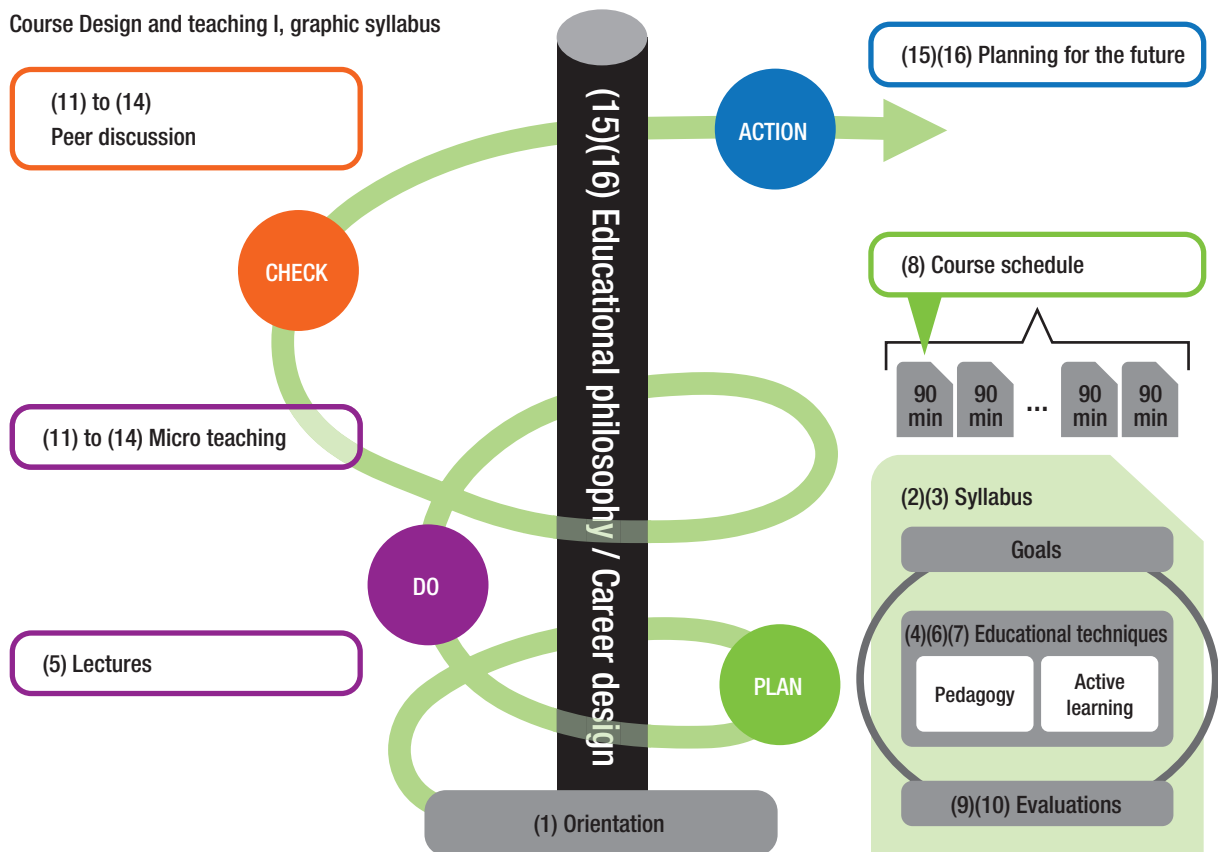 Course Design and teaching I, graphic syllabus
(11) to (14)
Peer discussion
CHECK
(11) to (14) Micro teaching
DO
(5) Lectures
(15)(16) Educational philosophy / Career design
(1) Orientation
ACTION
PLAN
(15)(16) Planning for the future
(8) Course schedule
90
min
90
min
...
90
min
90
min
(2)(3) Syllabus
Goals
(4)(6)(7) Educational techniques
Pedagogy
Active
learning
(9)(10) Evaluations